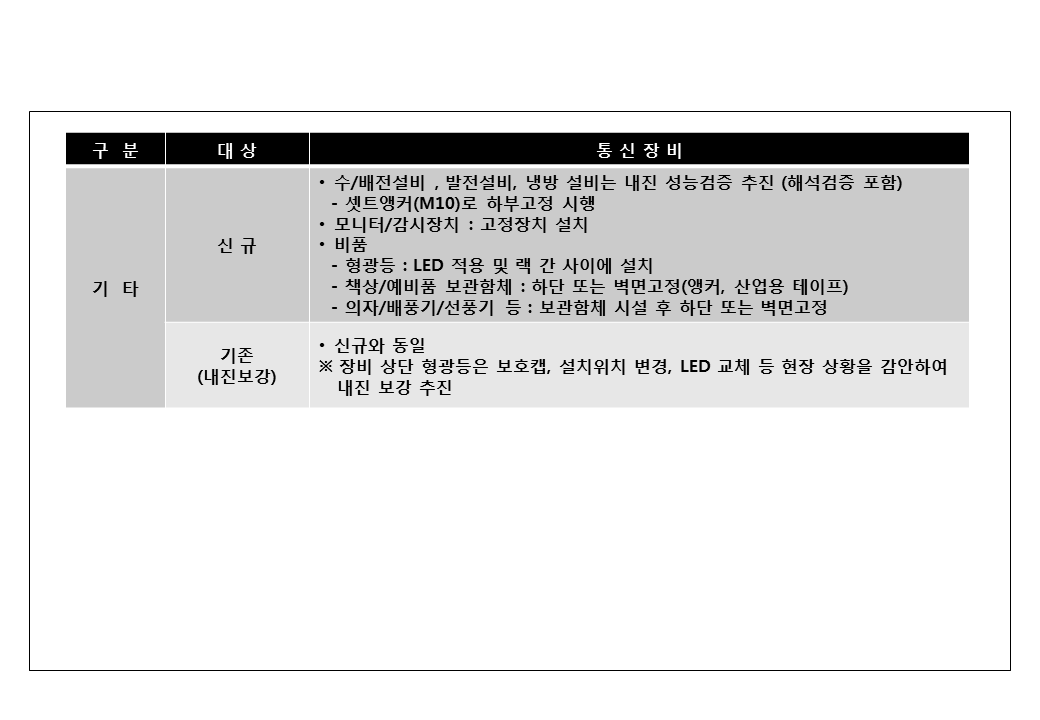 구 분 대 상 통 신 장 비
기 타
신 규
• 수/배전설비 , 발전설비, 냉방 설비는 내진 성능검증 추진 (해석검증 포함)
- 셋트앵커(M10)로 하부고정 시행
• 모니터/감시장치 : 고정장치 설치
• 비품
- 형광등 : LED 적용 및 랙 간 사이에 설치
- 책상/예비품 보관함체 : 하단 또는 벽면고정(앵커, 산업용 테이프)
- 의자/배풍기/선풍기 등 : 보관함체 시설 후 하단 또는 벽면고정
기존
(내진보강)
• 신규와 동일
※ 장비 상단 형광등은 보호캡, 설치위치 변경, LED 교체 등 현장 상황을 감안하여
내진 보강 추진